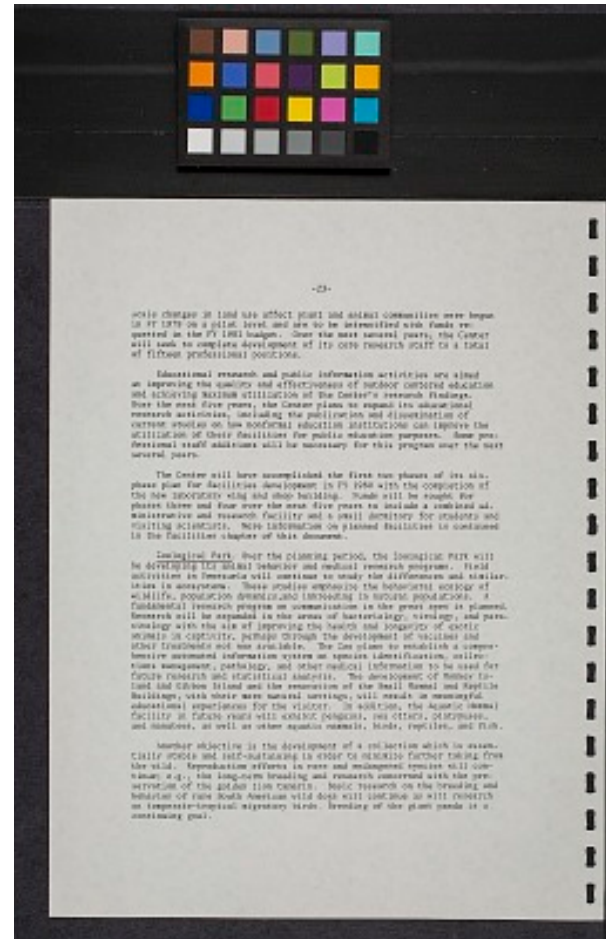 -23-
scale changes in land use affect plant and animal communities were begun
in FY 1979 on a pilot level and are to be intensified with funds re-
quested in the FY 1981 budget. Over the next several years, the Center
will seek to complete development of its core research staff to a total
of fifteen professional positions.
Educational research and public information activities are aimed
at improving the quality and effectiveness of outdoor centered education
and achieving maximum utilization of the Center's research findings.
Over the next five years, the Center plans to expand its educational
research activities, including the publication and dissemination of
current studies on how nonformal education institutions can improve the
utilization of their facilities for public education purposes. Some pro-
fessional staff additions will be necessary for this program over the next
several years.
The Center will have accomplished the first two phases of its six-
phase plan for facilities development in FY 1980 with the completion of
the new laboratory wing and shop building. Funds will be sought for
phases three and four over the next five years to include a combined ad-
ministrative and research facility and a small dormitory for students and
visiting scientists. More information on planned facilities is contained
in the facilities chapter of this document.
Zoological Park. Over the planning period, the Zoological Park will
be developing its animal behavior and medical research programs. Field
activities in Venezuela will continue to study the differences and similar-
ities in ecosystems. These studies emphasize the behavioral ecology of
wildlife, population dynamics, and inbreeding in natural populations. A
fundamental research program on communication in the great apes is planned.
Research will be expanded in the areas of bacteriology, virology, and para-
sitology with the aim of improving the health and longevity of exotic
animals in captivity, perhaps through the development of vaccines and
other treatments not now available. The Zoo plans to establish a compre-
hensive automated information system on species identification, collec-
tions management, pathology, and other medical information to be used for
future research and statistical analysis. The development of Monkey Is-
land and Gibbon Island and the renovation of the Small Mammal and Reptile
Buildings, with their more natural settings, will result in meaningful
educational experiences for the visitor. In addition, the Aquatic Mammal
facility in future years will exhibit penguins, sea otters, platypuses,
and manatees, as well as other aquatic mammals, birds, reptiles, and fish.
Another objective is the development of a collection which is essen-
tially stable and self-sustaining in order to minimize further taking from
the wild. Reproduction efforts in rare and endangered species will con-
tinue; e.g., the long-term breeding and research concerned with the pre-
servation of the golden lion tamarin. Basic research on the breeding and
behavior of rare South American wild dogs will continue as will research
on temperate-tropical migratory birds. Breeding of the giant panda is a
continuing goal.